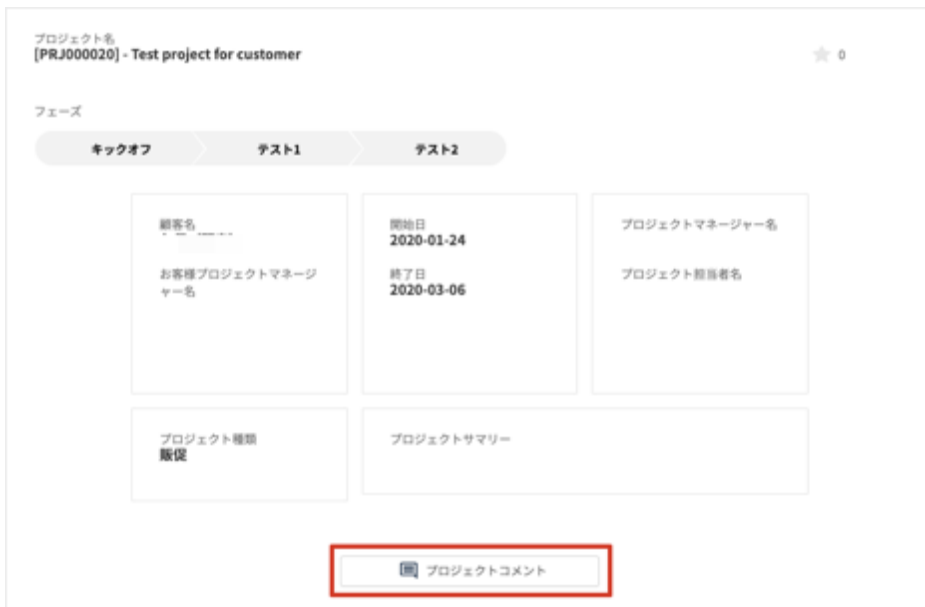 プロジェクト名
[PRJ000020] - Test project for customer
0
フェーズ
キックオフ
テスト1
テスト2
顧客名
お客様プロジェクトマネージ
ャー名
開始日
2020-01-24
終了日
2020-03-06
プロジェクトマネージャー名
プロジェクト担当者名
プロジェクト種類
販促
プロジェクトサマリー
プロジェクトコメント